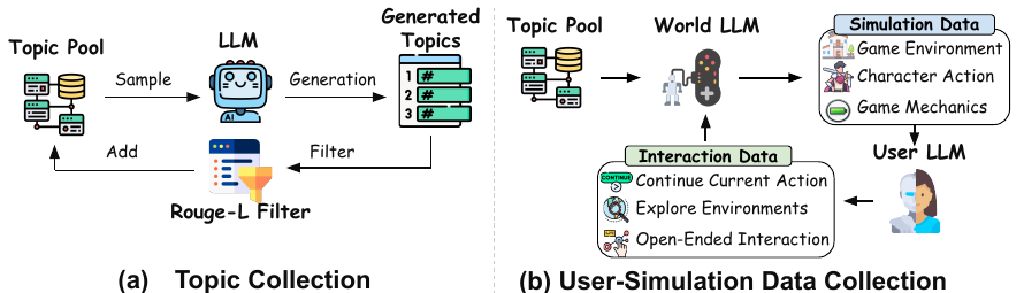 Topic Pool
Sample
LLM
AI
Generation
Generated
Topics
1 #
2 #
3 #
Add
Filter
Rouge-L Filter
(a) Topic Collection
Topic Pool
World LLM
Simulation Data
Game Environment
Character Action
Game Mechanics
User LLM
Interaction Data
CONTINUE
Continue Current Action
Explore Environments
Open-Ended Interaction
(b) User-Simulation Data Collection